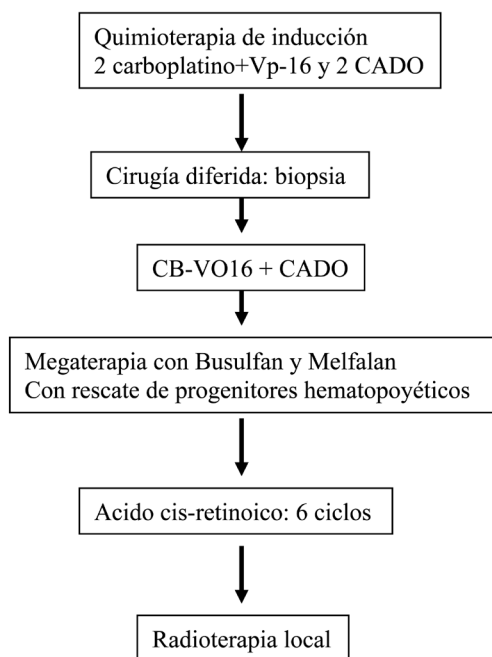 Quimioterapia de inducción
2 carboplatino+Vp-16 y 2 CADO
Cirugía diferida: biopsia
CB-VO16 + CADO
Megaterapia con Busulfan y Melfalan
Con rescate de progenitores hematopoyéticos
Acido cis-retinoico: 6 ciclos
Radioterapia local